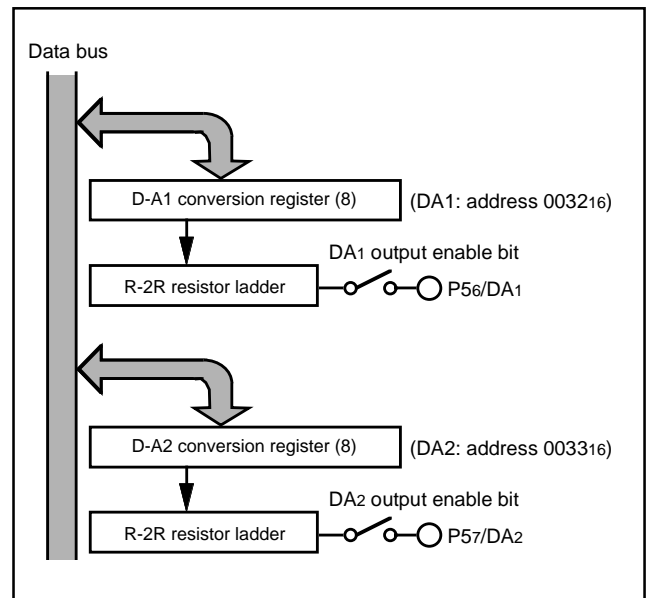 Data bus
D-A1 conversion register (8) (DA1: address 003216)
DA1 output enable bit
R-2R resistor ladder P56/DA1
D-A2 conversion register (8) (DA2: address 003316)
DA2 output enable bit
R-2R resistor ladder P57/DA2